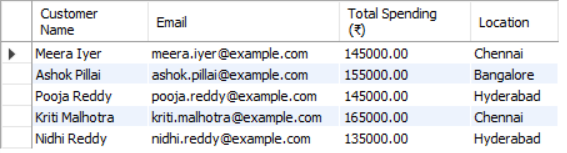 Customer Name Email Total Spending (₹) Location
Meera Iyer meera.iyer@example.com 145000.00 Chennai
Ashok Pillai ashok.pillai@example.com 155000.00 Bangalore
Pooja Reddy pooja.reddy@example.com 145000.00 Hyderabad
Kriti Malhotra kriti.malhotra@example.com 165000.00 Chennai
Nidhi Reddy nidhi.reddy@example.com 135000.00 Hyderabad